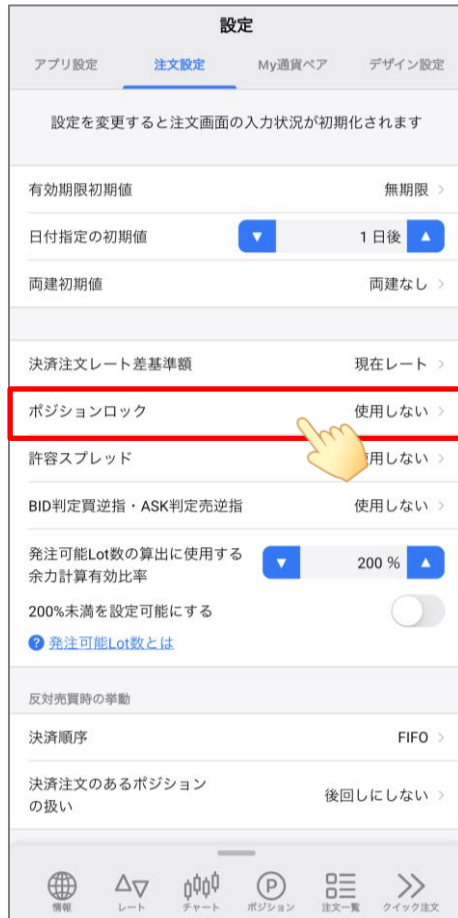 設定
アプリ設定 注文設定 My通貨ペア デザイン設定
設定を変更すると注文画面の入力状況が初期化されます
有効期限初期値 無期限
日付指定の初期値 1日後
両建初期値 両建なし
決済注文レート差基準額 現在レート
ポジションロック 使用しない
許容スプレッド 使用しない
BID判定買逆指・ASK判定売逆指 使用しない
発注可能Lot数の算出に使用する
余力計算有効比率 200 %
200%未満を設定可能にする
発注可能Lot数とは
反対売買時の挙動
決済順序 FIFO
決済注文のあるポジション
の扱い 後回しにしない
情報 レート チャート ポジション 注文一覧 クイック注文